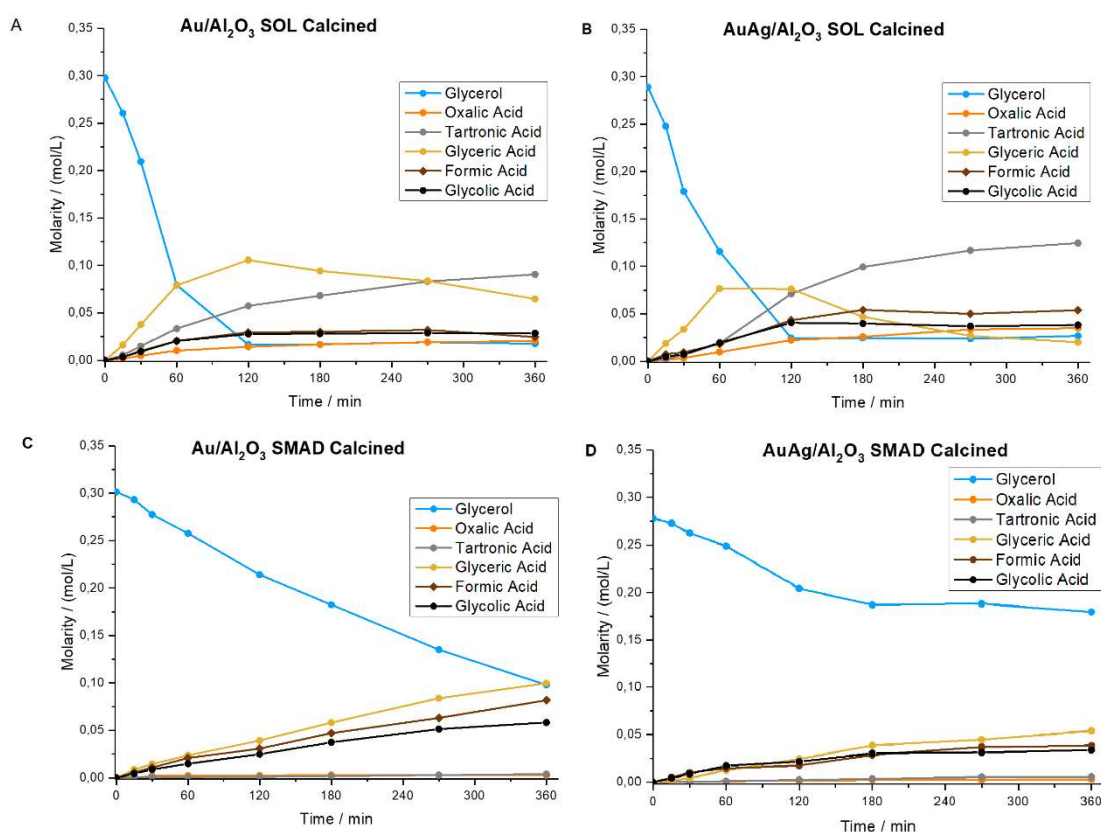 A
Au/Al₂O₃ SOL Calcined
0,35
0,30
0,25
0,20
0,15
0,10
0,05
0,00
Molarity / (mol/L)
Glycerol
Oxalic Acid
Tartronic Acid
Glyceric Acid
Formic Acid
Glycolic Acid
0 60 120 180 240 300 360
Time / min
B
AuAg/Al₂O₃ SOL Calcined
0,35
0,30
0,25
0,20
0,15
0,10
0,05
0,00
Molarity / (mol/L)
Glycerol
Oxalic Acid
Tartronic Acid
Glyceric Acid
Formic Acid
Glycolic Acid
0 60 120 180 240 300 360
Time / min
C
Au/Al₂O₃ SMAD Calcined
0,35
0,30
0,25
0,20
0,15
0,10
0,05
0,00
Molarity / (mol/L)
Glycerol
Oxalic Acid
Tartronic Acid
Glyceric Acid
Formic Acid
Glycolic Acid
0 60 120 180 240 300 360
Time / min
D
AuAg/Al₂O₃ SMAD Calcined
0,35
0,30
0,25
0,20
0,15
0,10
0,05
0,00
Molarity / (mol/L)
Glycerol
Oxalic Acid
Tartronic Acid
Glyceric Acid
Formic Acid
Glycolic Acid
0 60 120 180 240 300 360
Time / min